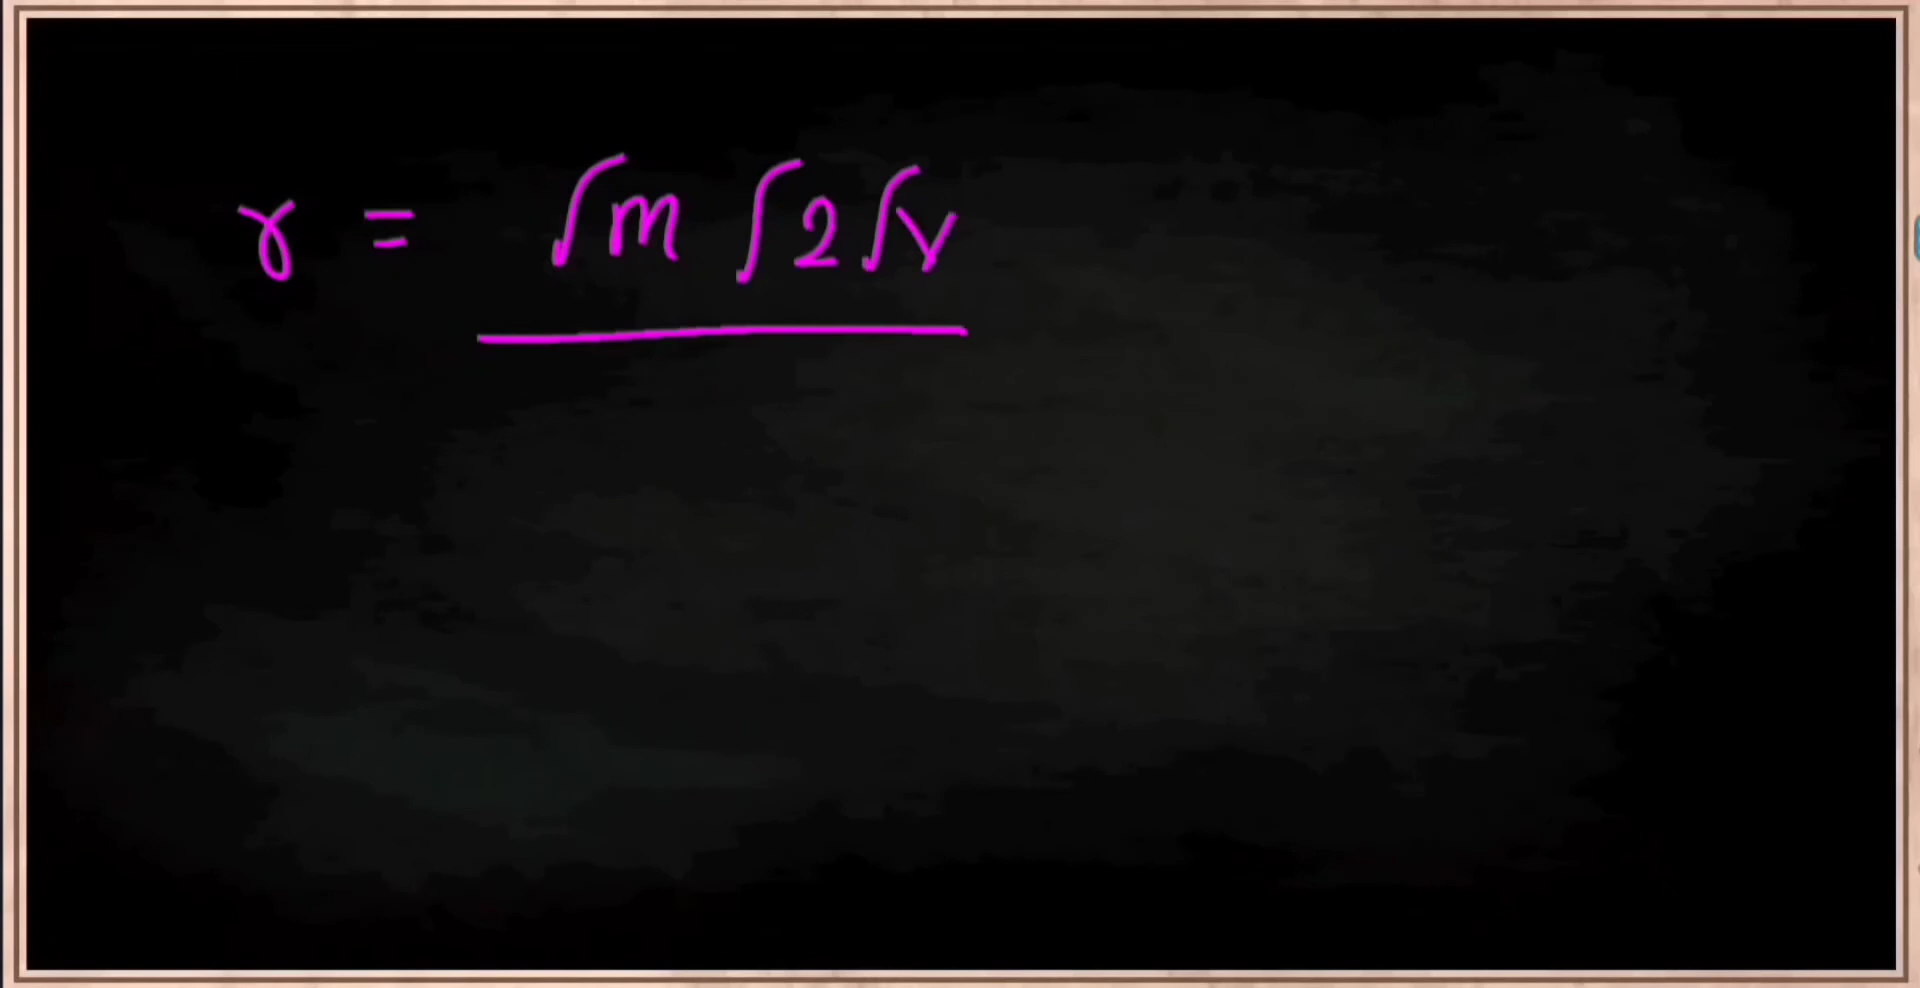 r = √m √2 √v